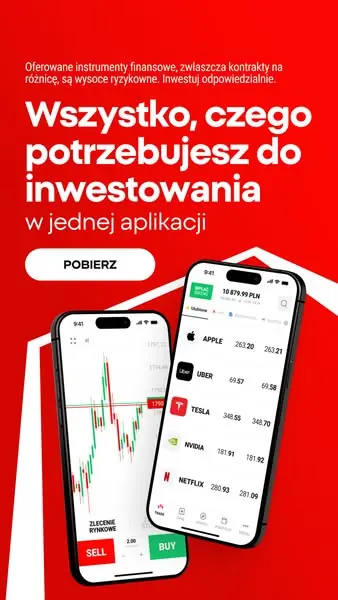 Oferowane instrumenty finansowe, zwłaszcza kontrakty na
różnicę, są wysoce ryzykowne. Inwestuj odpowiedzialnie.
Wszystko, czego
potrzebujesz do
inwestowania
w jednej aplikacji
POBIERZ
9:41
10 879.99 PLN
Ulubione
APPLE 263.20 263.21
UBER 69.57 69.58
TESLA 348.55 348.70
NVIDIA 181.91 181.92
NETFLIX 280.93 281.09
9:41
ZLECENIE
RYNKOWE
SELL
2.00
BUY